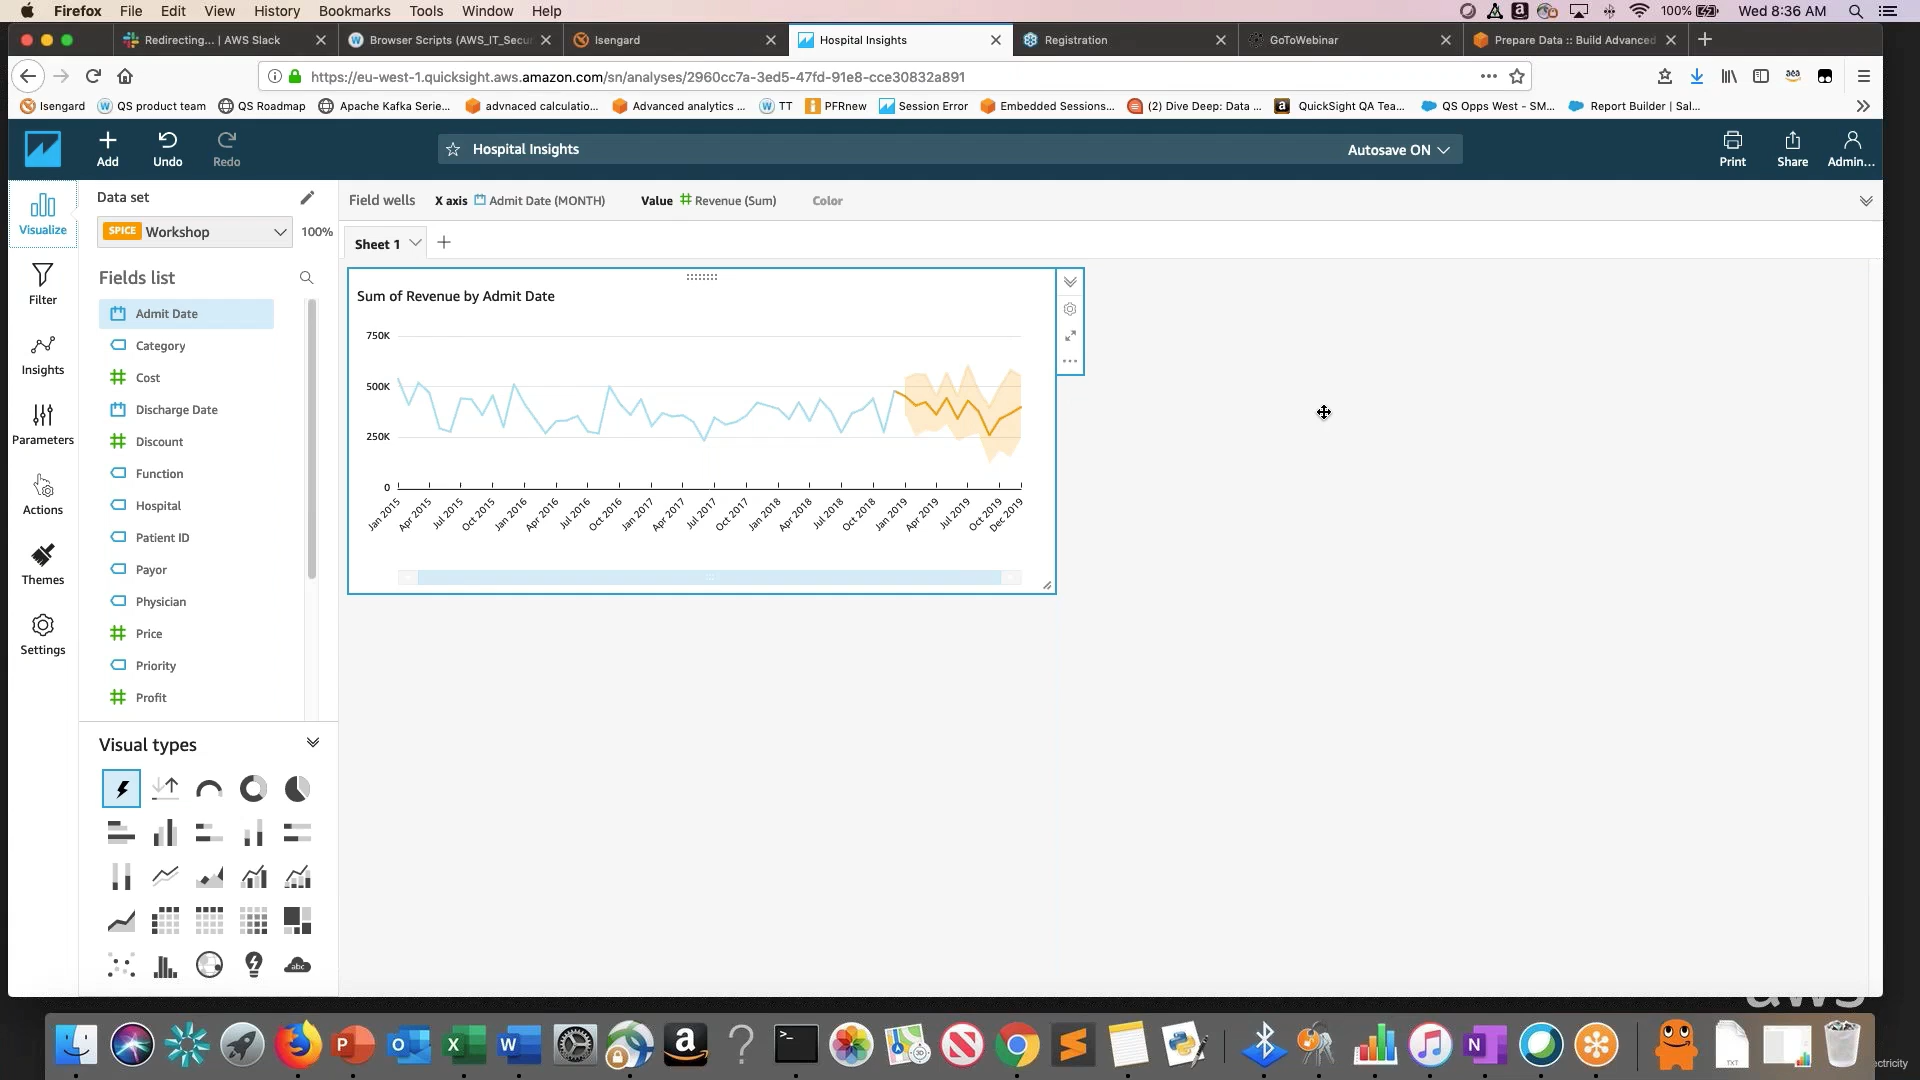 Firefox File Edit View History Bookmarks Tools Window Help 100% Wed 8:36 AM
Redirecting... | AWS Slack
Browser Scripts (AWS_IT_Secur
Isengard
Hospital Insights
Registration
GoToWebinar
Prepare Data :: Build Advanced
https://eu-west-1.quicksight.aws.amazon.com/sn/analyses/2960cc7a-3ed5-47fd-91e8-cce30832a891
Isengard QS product team QS Roadmap Apache Kafka Serie... advnaced calculatio... Advanced analytics ... TT PFRnew Session Error Embedded Sessions... (2) Dive Deep: Data ... QuickSight QA Tea... QS Opps West - SM... Report Builder | Sal...
Add Undo Redo
Hospital Insights
Autosave ON
Print Share Admin...
Visualize
Filter
Insights
Parameters
Actions
Themes
Settings
Data set
SPICE Workshop 100%
Fields list
Admit Date
Category
Cost
Discharge Date
Discount
Function
Hospital
Patient ID
Payor
Physician
Price
Priority
Profit
Visual types
abc
Field wells X axis Admit Date (MONTH) Value Revenue (Sum) Color
Sheet 1
Sum of Revenue by Admit Date
750K
500K
250K
0
Jan 2015 Apr 2015 Jul 2015 Oct 2015 Jan 2016 Apr 2016 Jul 2016 Oct 2016 Jan 2017 Apr 2017 Jul 2017 Oct 2017 Jan 2018 Apr 2018 Jul 2018 Oct 2018 Jan 2019 Apr 2019 Jul 2019 Oct 2019 Dec 2019
aws